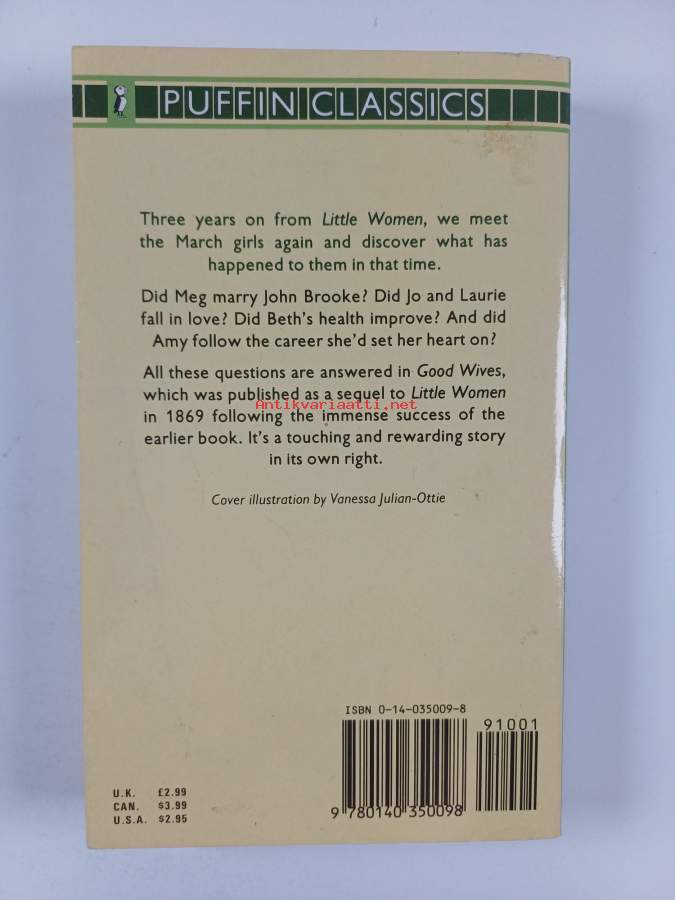 PUFFIN CLASSICS
Three years on from Little Women, we meet
the March girls again and discover what has
happened to them in that time.
Did Meg marry John Brooke? Did Jo and Laurie
fall in love? Did Beth's health improve? And did
Amy follow the career she'd set her heart on?
All these questions are answered in Good Wives,
which was published as a sequel to Little Women
Antikvariaatti.net
in 1869 following the immense success of the
earlier book. It's a touching and rewarding story
in its own right.
Cover illustration by Vanessa Julian-Ottie
ISBN 0-14-035009-8
91001
U.K. £2.99
CAN. $3.99
U.S.A. $2.95
9 780140 350098